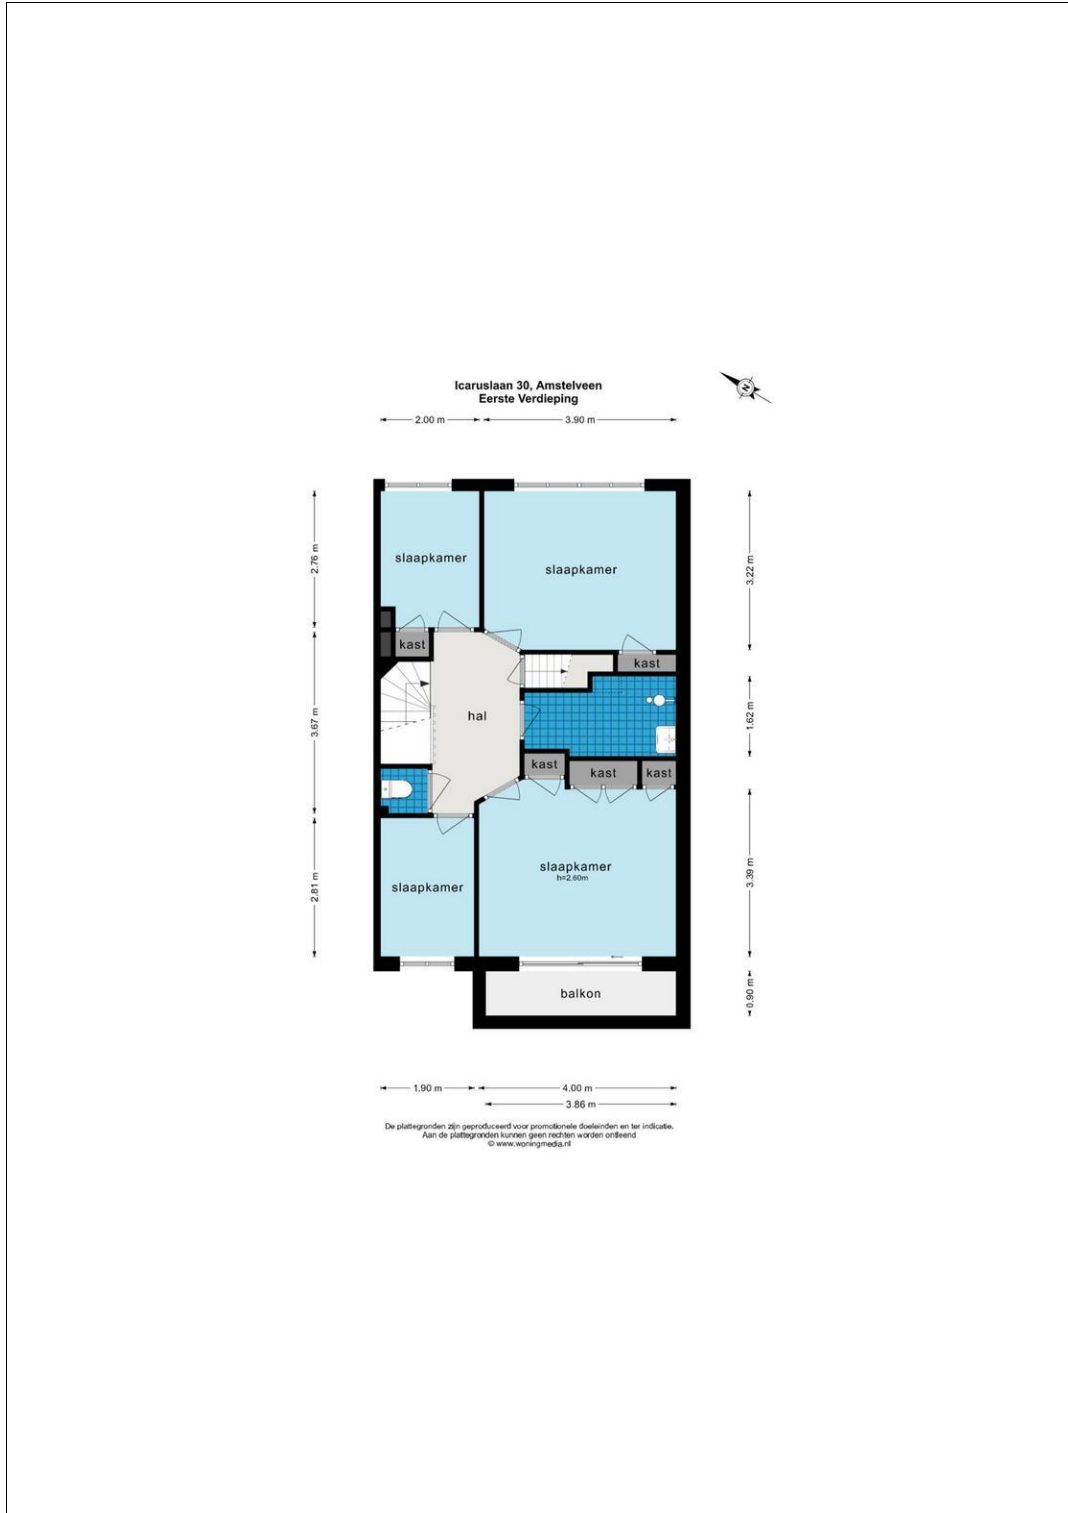 Icaruslaan 30, Amstelveen
Eerste Verdieping
N
2.00 m
3.90 m
2.76 m
3.67 m
2.81 m
3.22 m
1.62 m
3.39 m
0.90 m
slaapkamer
slaapkamer
kast
kast
hal
kast
kast
kast
slaapkamer
h=2.60m
slaapkamer
balkon
1.90 m
4.00 m
3.86 m
De plattegronden zijn geproduceerd voor promotionele doeleinden en ter indicatie.
Aan de plattegronden kunnen geen rechten worden ontleend
© www.woningmedia.nl